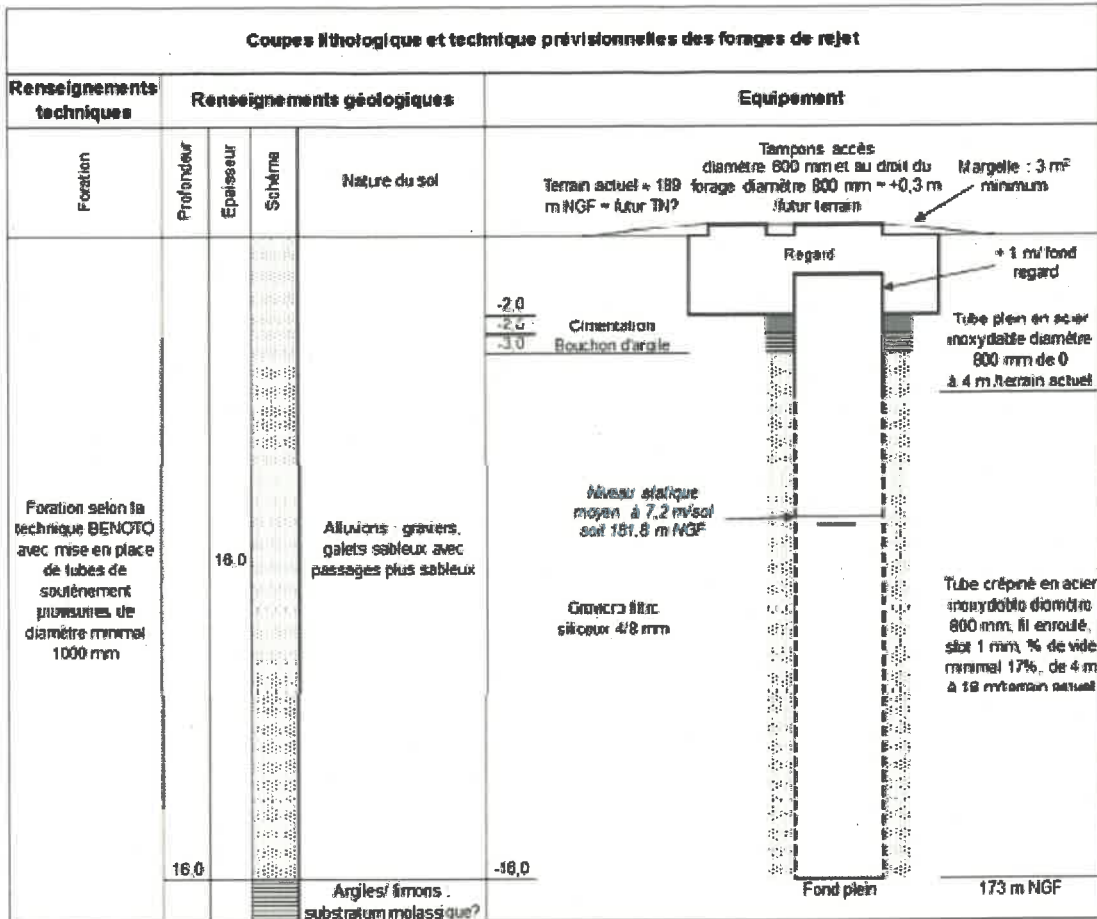 Coupes lithologique et technique prévisionnelles des forages de rejet
Renseignements
techniques
Renseignements géologiques
Equipement
Foration
Profondeur
Epaisseur
Schéma
Nature du sol
Terrain actuel = 189
m NGF = futur TN?
Tampons accès
diamètre 600 mm et au droit du
forage diamètre 800 mm = +0,3 m
/futur terrain
Margelle : 3 m²
minimum
Regard
+ 1 m/ fond
regard
-2,0
-2,0
-3,0
Cimentation
Bouchon d'argile
Tube plein en acier
inoxydable diamètre
800 mm de 0
à 4 m/terrain actuel
Niveau statique
moyen à 7,2 m/sol
soit 181,8 m NGF
Foration selon la
technique BENOTO
avec mise en place
de tubes de
soutènement
provisoires de
diamètre minimal
1000 mm
16,0
Alluvions : graviers,
galets sableux avec
passages plus sableux
Graviers filtre
siliceux 4/8 mm
Tube crépiné en acier
inoxydable diamètre
800 mm, fil enroulé,
slot 1 mm, % de vide
minimal 17%, de 4 m
à m/terrain actuel
16,0
-16,0
Argiles/ limons :
substratum molassique?
Fond plein
173 m NGF